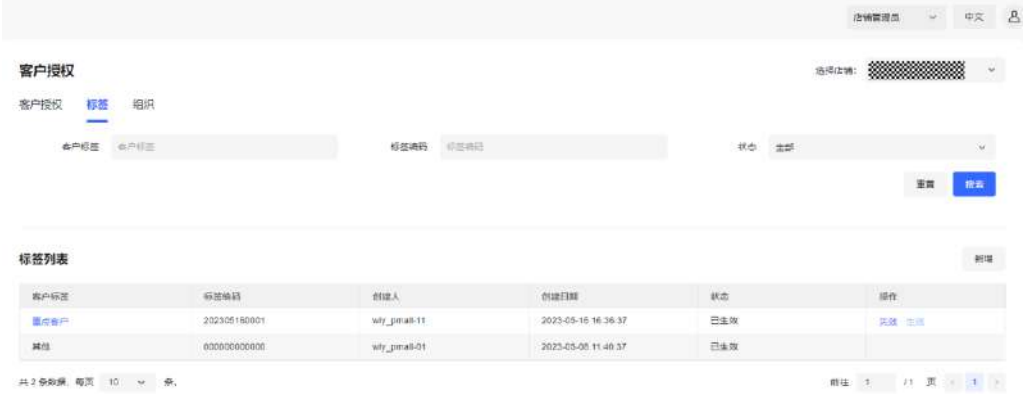 店铺管理员 中文
客户授权 选择店铺:
客户授权 标签 组织
客户标签 客户标签 标签编码 标签编码 状态 全部
重置 搜索
标签列表 新增
客户标签 标签编码 创建人 创建日期 状态 操作
重点客户 202305160001 wly_pmall-11 2023-05-16 16:36:37 已生效 失效 生效
其他 000000000000 wly_pmall-01 2023-05-08 11:40:37 已生效
共 2 条数据, 每页 10 条, 前往 1 /1 页 1